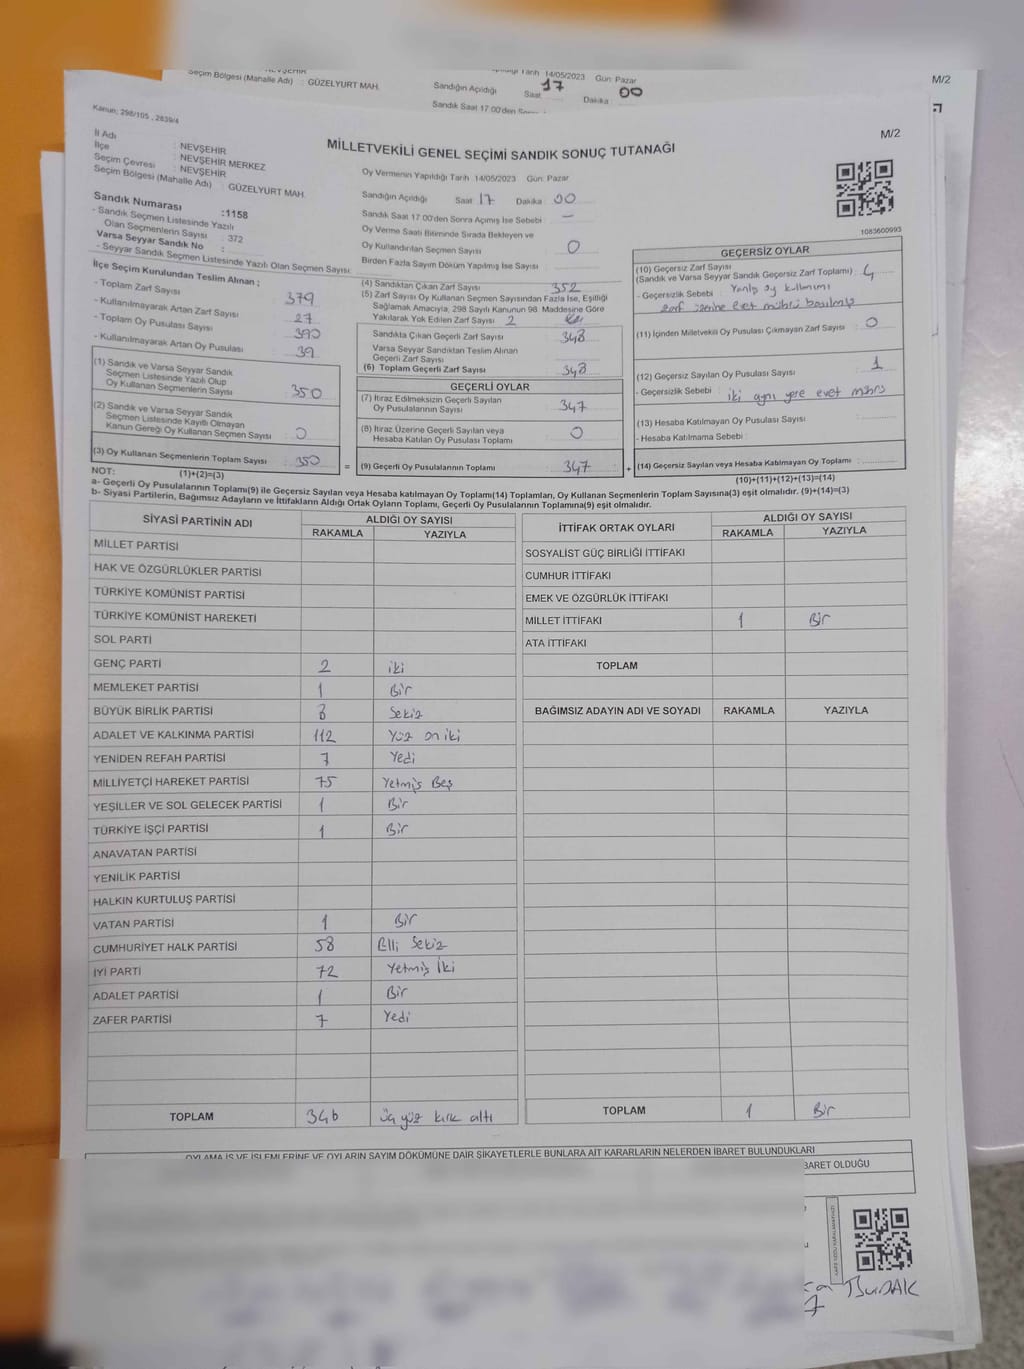 NEVŞEHİR
Seçim Bölgesi (Mahalle Adı) : GÜZELYURT MAH.
Tarih 14/05/2023 Gün: Pazar
Sandığın Açıldığı Saat 17 Dakika 00
Sandık Saat 17.00'den
M/2
Kanun: 298/105 , 2839/4
MİLLETVEKİLİ GENEL SEÇİMİ SANDIK SONUÇ TUTANAĞI
M/2
İl Adı : NEVŞEHİR
İlçe : NEVŞEHİR MERKEZ
Seçim Çevresi : NEVŞEHİR
Seçim Bölgesi (Mahalle Adı) : GÜZELYURT MAH.
Sandık Numarası :1158
- Sandık Seçmen Listesinde Yazılı
Olan Seçmenlerin Sayısı : 372
Varsa Seyyar Sandık No :
- Seyyar Sandık Seçmen Listesinde Yazılı Olan Seçmen Sayısı:
Oy Vermenin Yapıldığı Tarih 14/05/2023 Gün: Pazar
Sandığın Açıldığı Saat 17 Dakika 00
Sandık Saat 17.00'den Sonra Açımış İse Sebebi : -
Oy Verme Saati Bitiminde Sırada Bekleyen ve
Oy Kullandırılan Seçmen Sayısı : 0
Birden Fazla Sayım Döküm Yapılmış İse Sayısı :
1083600993
İlçe Seçim Kurulundan Teslim Alınan ;
- Toplam Zarf Sayısı : 379
- Kullanılmayarak Artan Zarf Sayısı : 27
- Toplam Oy Pusulası Sayısı : 390
- Kullanılmayarak Artan Oy Pusulası : 39
(1) Sandık ve Varsa Seyyar Sandık
Seçmen Listesinde Yazılı Olup
Oy Kullanan Seçmenlerin Sayısı : 350
(2) Sandık ve Varsa Seyyar Sandık
Seçmen Listesinde Kayıtlı Olmayan
Kanun Gereği Oy Kullanan Seçmen Sayısı : 0
(3) Oy Kullanan Seçmenlerin Toplam Sayısı : 350
(1)+(2)=(3)
(4) Sandıktan Çıkan Zarf Sayısı : 352
(5) Zarf Sayısı Oy Kullanan Seçmen Sayısından Fazla İse, Eşitliği
Sağlamak Amacıyla, 298 Sayılı Kanunun 98. Maddesine Göre
Yakılarak Yok Edilen Zarf Sayısı : 2
Sandıkta Çıkan Geçerli Zarf Sayısı : 348
Varsa Seyyar Sandıktan Teslim Alınan
Geçerli Zarf Sayısı :
(6) Toplam Geçerli Zarf Sayısı : 348
GEÇERLİ OYLAR
(7) İtiraz Edilmeksizin Geçerli Sayılan
Oy Pusulalarının Sayısı : 347
(8) İtiraz Üzerine Geçerli Sayılan veya
Hesaba Katılan Oy Pusulası Toplamı : 0
= (9) Geçerli Oy Pusulalarının Toplamı : 347 +
GEÇERSİZ OYLAR
(10) Geçersiz Zarf Sayısı
(Sandık ve Varsa Seyyar Sandık Geçersiz Zarf Toplamı) : 4
- Geçersizlik Sebebi : Yanlış oy kullanımı
zarf üzerine evet mührü basılmış
(11) İçinden Milletvekili Oy Pusulası Çıkmayan Zarf Sayısı : 0
(12) Geçersiz Sayılan Oy Pusulası Sayısı : 1
- Geçersizlik Sebebi : iki ayrı yere evet mührü
(13) Hesaba Katılmayan Oy Pusulası Sayısı :
- Hesaba Katılmama Sebebi :
(14) Geçersiz Sayılan veya Hesaba Katılmayan Oy Toplamı :
(10)+(11)+(12)+(13)=(14)
NOT:
a- Geçerli Oy Pusulalarının Toplamı(9) ile Geçersiz Sayılan veya Hesaba katılmayan Oy Toplamı(14) Toplamları, Oy Kullanan Seçmenlerin Toplam Sayısına(3) eşit olmalıdır. (9)+(14)=(3)
b- Siyasi Partilerin, Bağımsız Adayların ve İttifakların Aldığı Ortak Oyların Toplamı, Geçerli Oy Pusulalarının Toplamına(9) eşit olmalıdır.
SİYASİ PARTİNİN ADI ALDIĞI OY SAYISI
RAKAMLA YAZIYLA
MİLLET PARTİSİ
HAK VE ÖZGÜRLÜKLER PARTİSİ
TÜRKİYE KOMÜNİST PARTİSİ
TÜRKİYE KOMÜNİST HAREKETİ
SOL PARTİ
GENÇ PARTİ 2 iki
MEMLEKET PARTİSİ 1 Bir
BÜYÜK BİRLİK PARTİSİ 8 Sekiz
ADALET VE KALKINMA PARTİSİ 112 Yüz on iki
YENİDEN REFAH PARTİSİ 7 Yedi
MİLLİYETÇİ HAREKET PARTİSİ 75 Yetmiş Beş
YEŞİLLER VE SOL GELECEK PARTİSİ 1 Bir
TÜRKİYE İŞÇİ PARTİSİ 1 Bir
ANAVATAN PARTİSİ
YENİLİK PARTİSİ
HALKIN KURTULUŞ PARTİSİ
VATAN PARTİSİ 1 Bir
CUMHURİYET HALK PARTİSİ 58 Elli Sekiz
İYİ PARTİ 72 Yetmiş İki
ADALET PARTİSİ 1 Bir
ZAFER PARTİSİ 7 Yedi
TOPLAM 346 üç yüz kırk altı
İTTİFAK ORTAK OYLARI ALDIĞI OY SAYISI
RAKAMLA YAZIYLA
SOSYALİST GÜÇ BİRLİĞİ İTTİFAKI
CUMHUR İTTİFAKI
EMEK VE ÖZGÜRLÜK İTTİFAKI
MİLLET İTTİFAKI 1 Bir
ATA İTTİFAKI
TOPLAM
BAĞIMSIZ ADAYIN ADI VE SOYADI RAKAMLA YAZIYLA
TOPLAM 1 Bir
OYLAMA İŞ VE İŞLEMLERİNE VE OYLARIN SAYIM DÖKÜMÜNE DAİR ŞİKAYETLERLE BUNLARA AİT KARARLARIN NELERDEN İBARET BULUNDUKLARI
BARET OLDUĞU
BUDAK